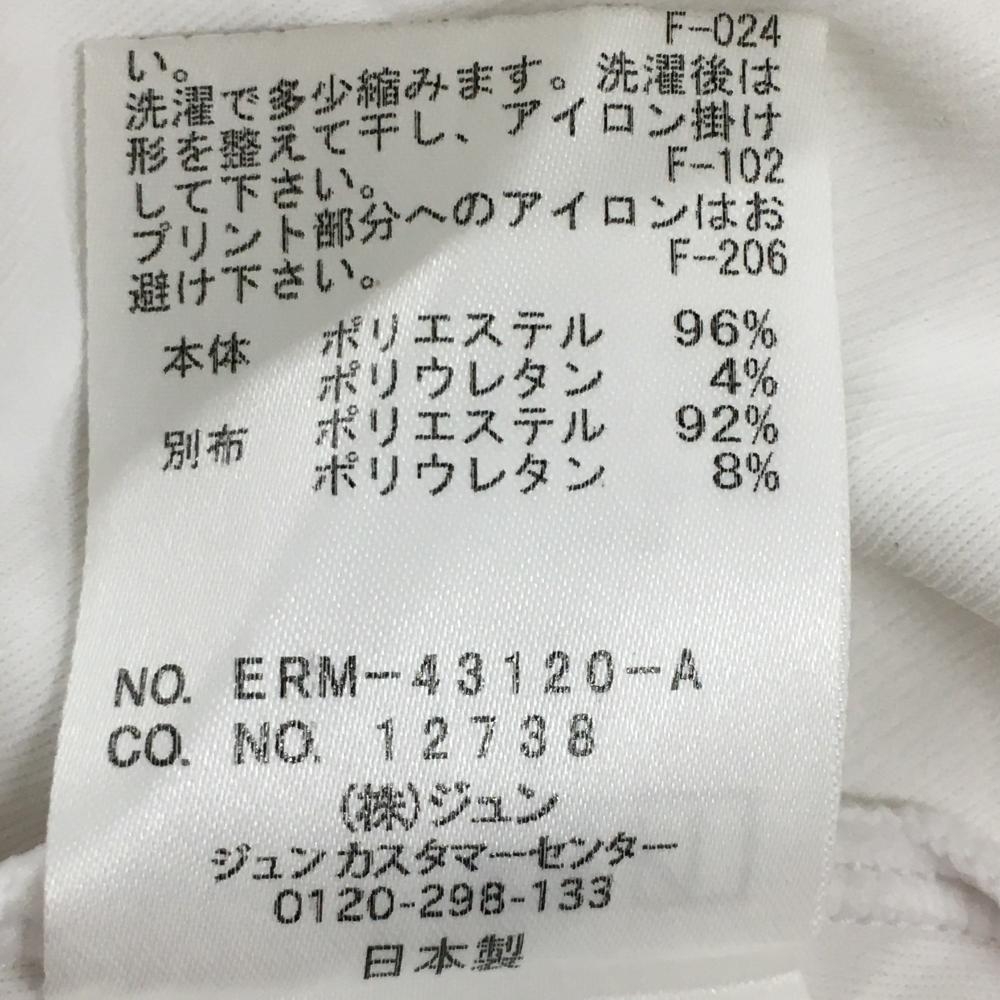 F-024
い。
洗濯で多少縮みます。洗濯後は
形を整えて干し、アイロン掛け
F-102
して下さい。
プリント部分へのアイロンはお
F-206
避け下さい。
本体 ポリエステル 96%
ポリウレタン 4%
別布 ポリエステル 92%
ポリウレタン 8%
NO. ERM-43120-A
CO. NO. 12738
(株)ジュン
ジュンカスタマーセンター
0120-298-133
日本製